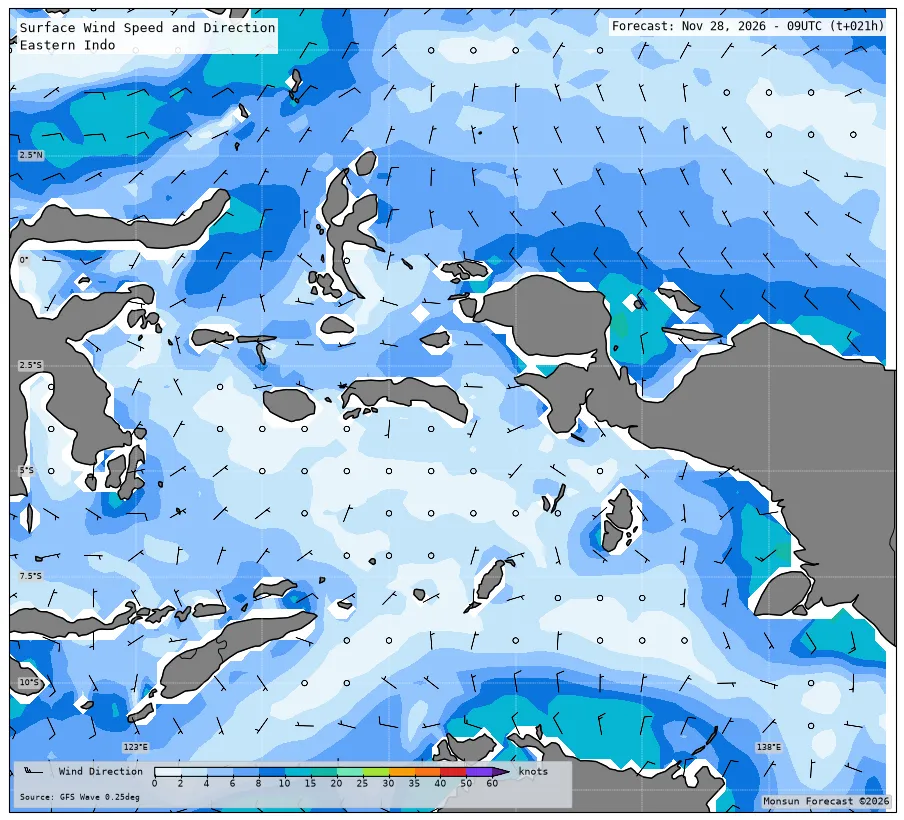 Surface Wind Speed and Direction
Eastern Indo
Forecast: Nov 28, 2026 - 09UTC (t+021h)
2.5°N
0°
2.5°S
5°S
7.5°S
10°S
123°E
138°E
Wind Direction
knots
0 2 4 6 8 10 15 20 25 30 35 40 50 60
Source: GFS Wave 0.25deg
Monsun Forecast ©2026